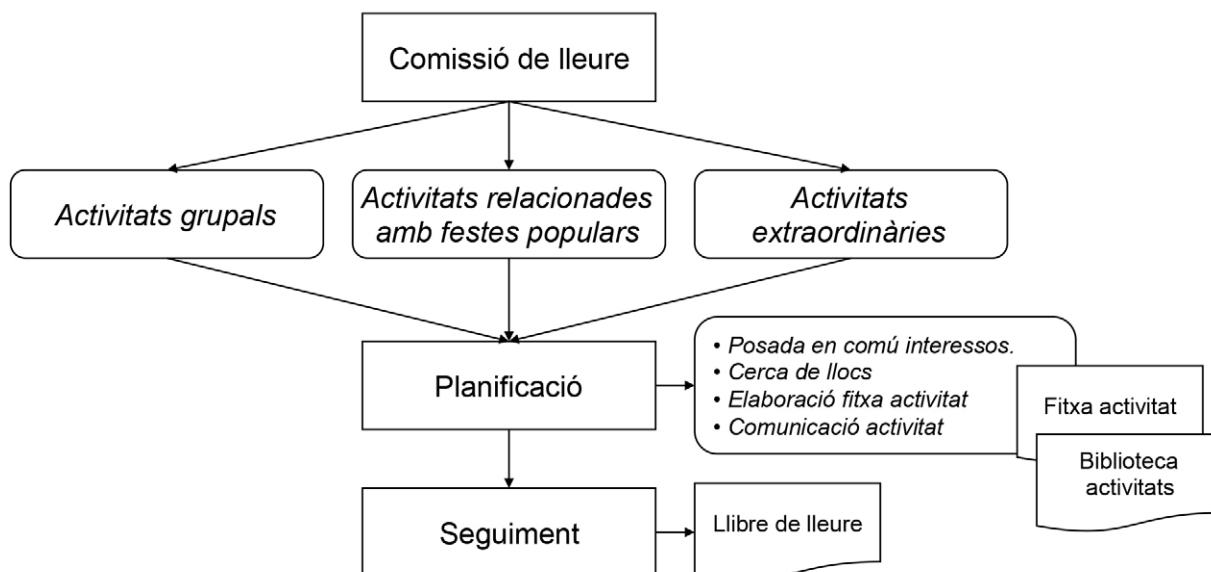 Comissió de lleure
Activitats grupals
Activitats relacionades
amb festes populars
Activitats
extraordinàries
Planificació
• Posada en comú interessos.
• Cerca de llocs
• Elaboració fitxa activitat
• Comunicació activitat
Fitxa activitat
Biblioteca
activitats
Seguiment
Llibre de lleure